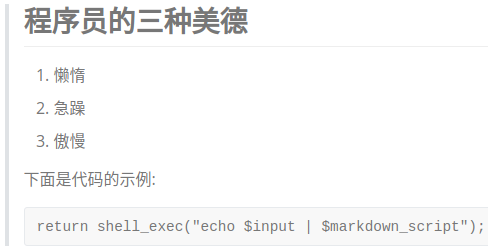 程序员的三种美德
1. 懒惰
2. 急躁
3. 傲慢
下面是代码的示例:
return shell_exec("echo $input | $markdown_script");